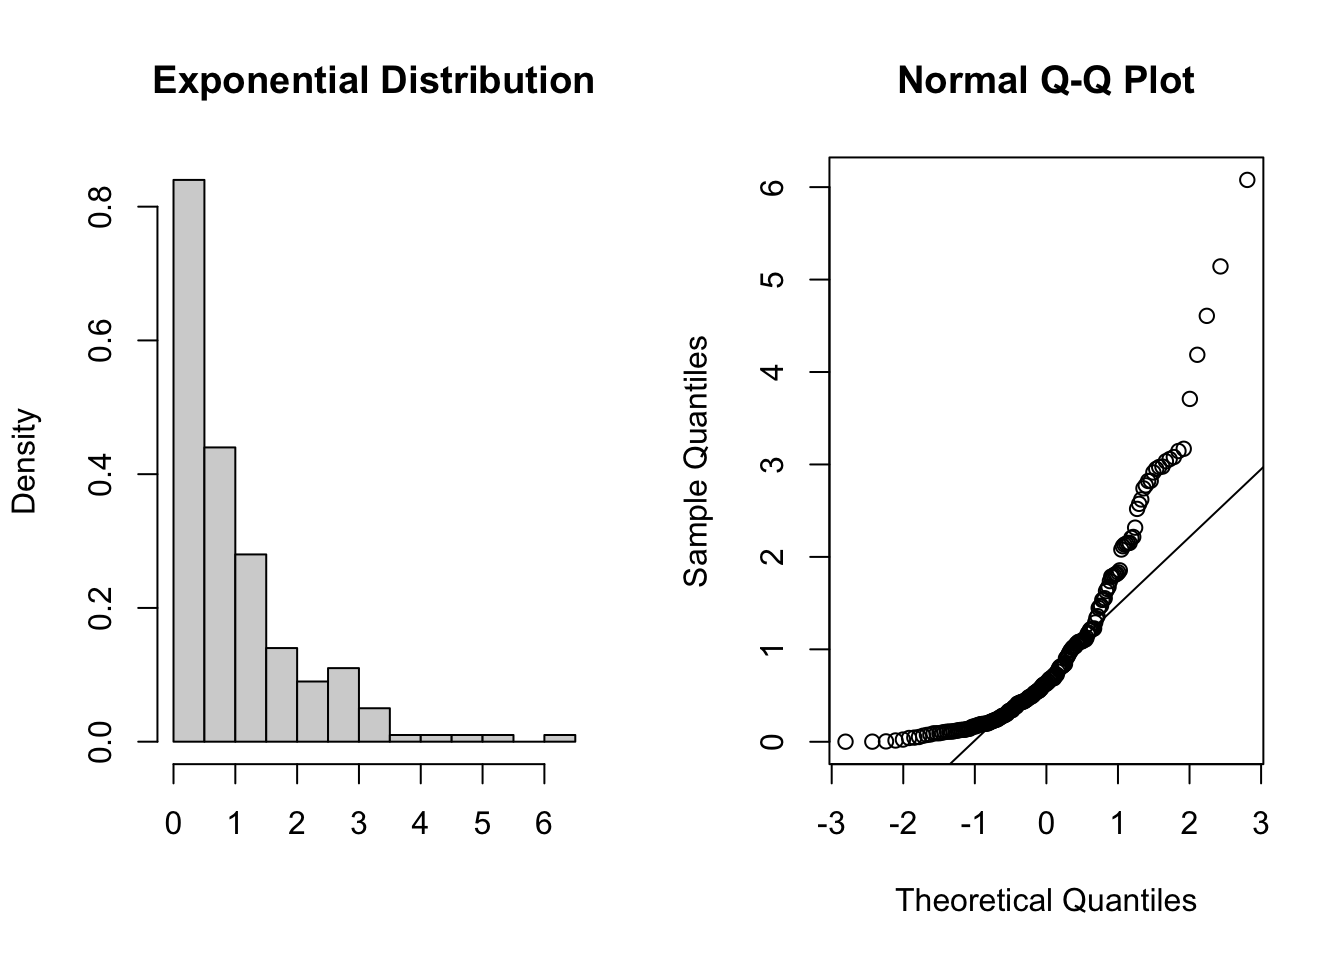 Exponential Distribution
Density
0.0 0.2 0.4 0.6 0.8
0 1 2 3 4 5 6
Normal Q-Q Plot
Sample Quantiles
0 1 2 3 4 5 6
-3 -2 -1 0 1 2 3
Theoretical Quantiles